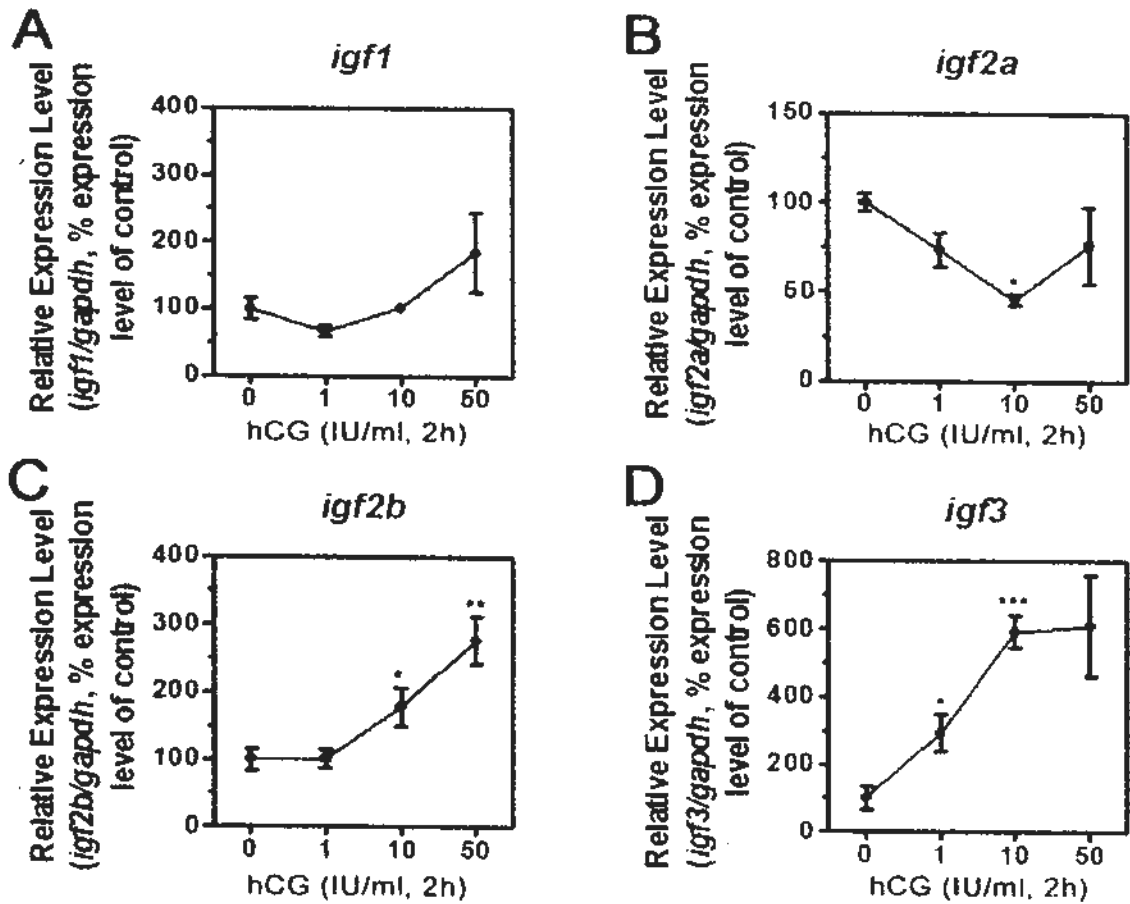 A
igf1
Relative Expression Level
(igf1/gapdh, % expression
level of control)
400
300
200
100
0
0 1 10 50
hCG (IU/ml, 2h)
B
igf2a
Relative Expression Level
(igf2a/gapdh, % expression
level of control)
150
100
50
0
*
0 1 10 50
hCG (IU/ml, 2h)
C
igf2b
Relative Expression Level
(igf2b/gapdh, % expression
level of control)
400
300
200
100
0
* **
0 1 10 50
hCG (IU/ml, 2h)
D
igf3
Relative Expression Level
(igf3/gapdh, % expression
level of control)
800
600
400
200
0
* ***
0 1 10 50
hCG (IU/ml, 2h)